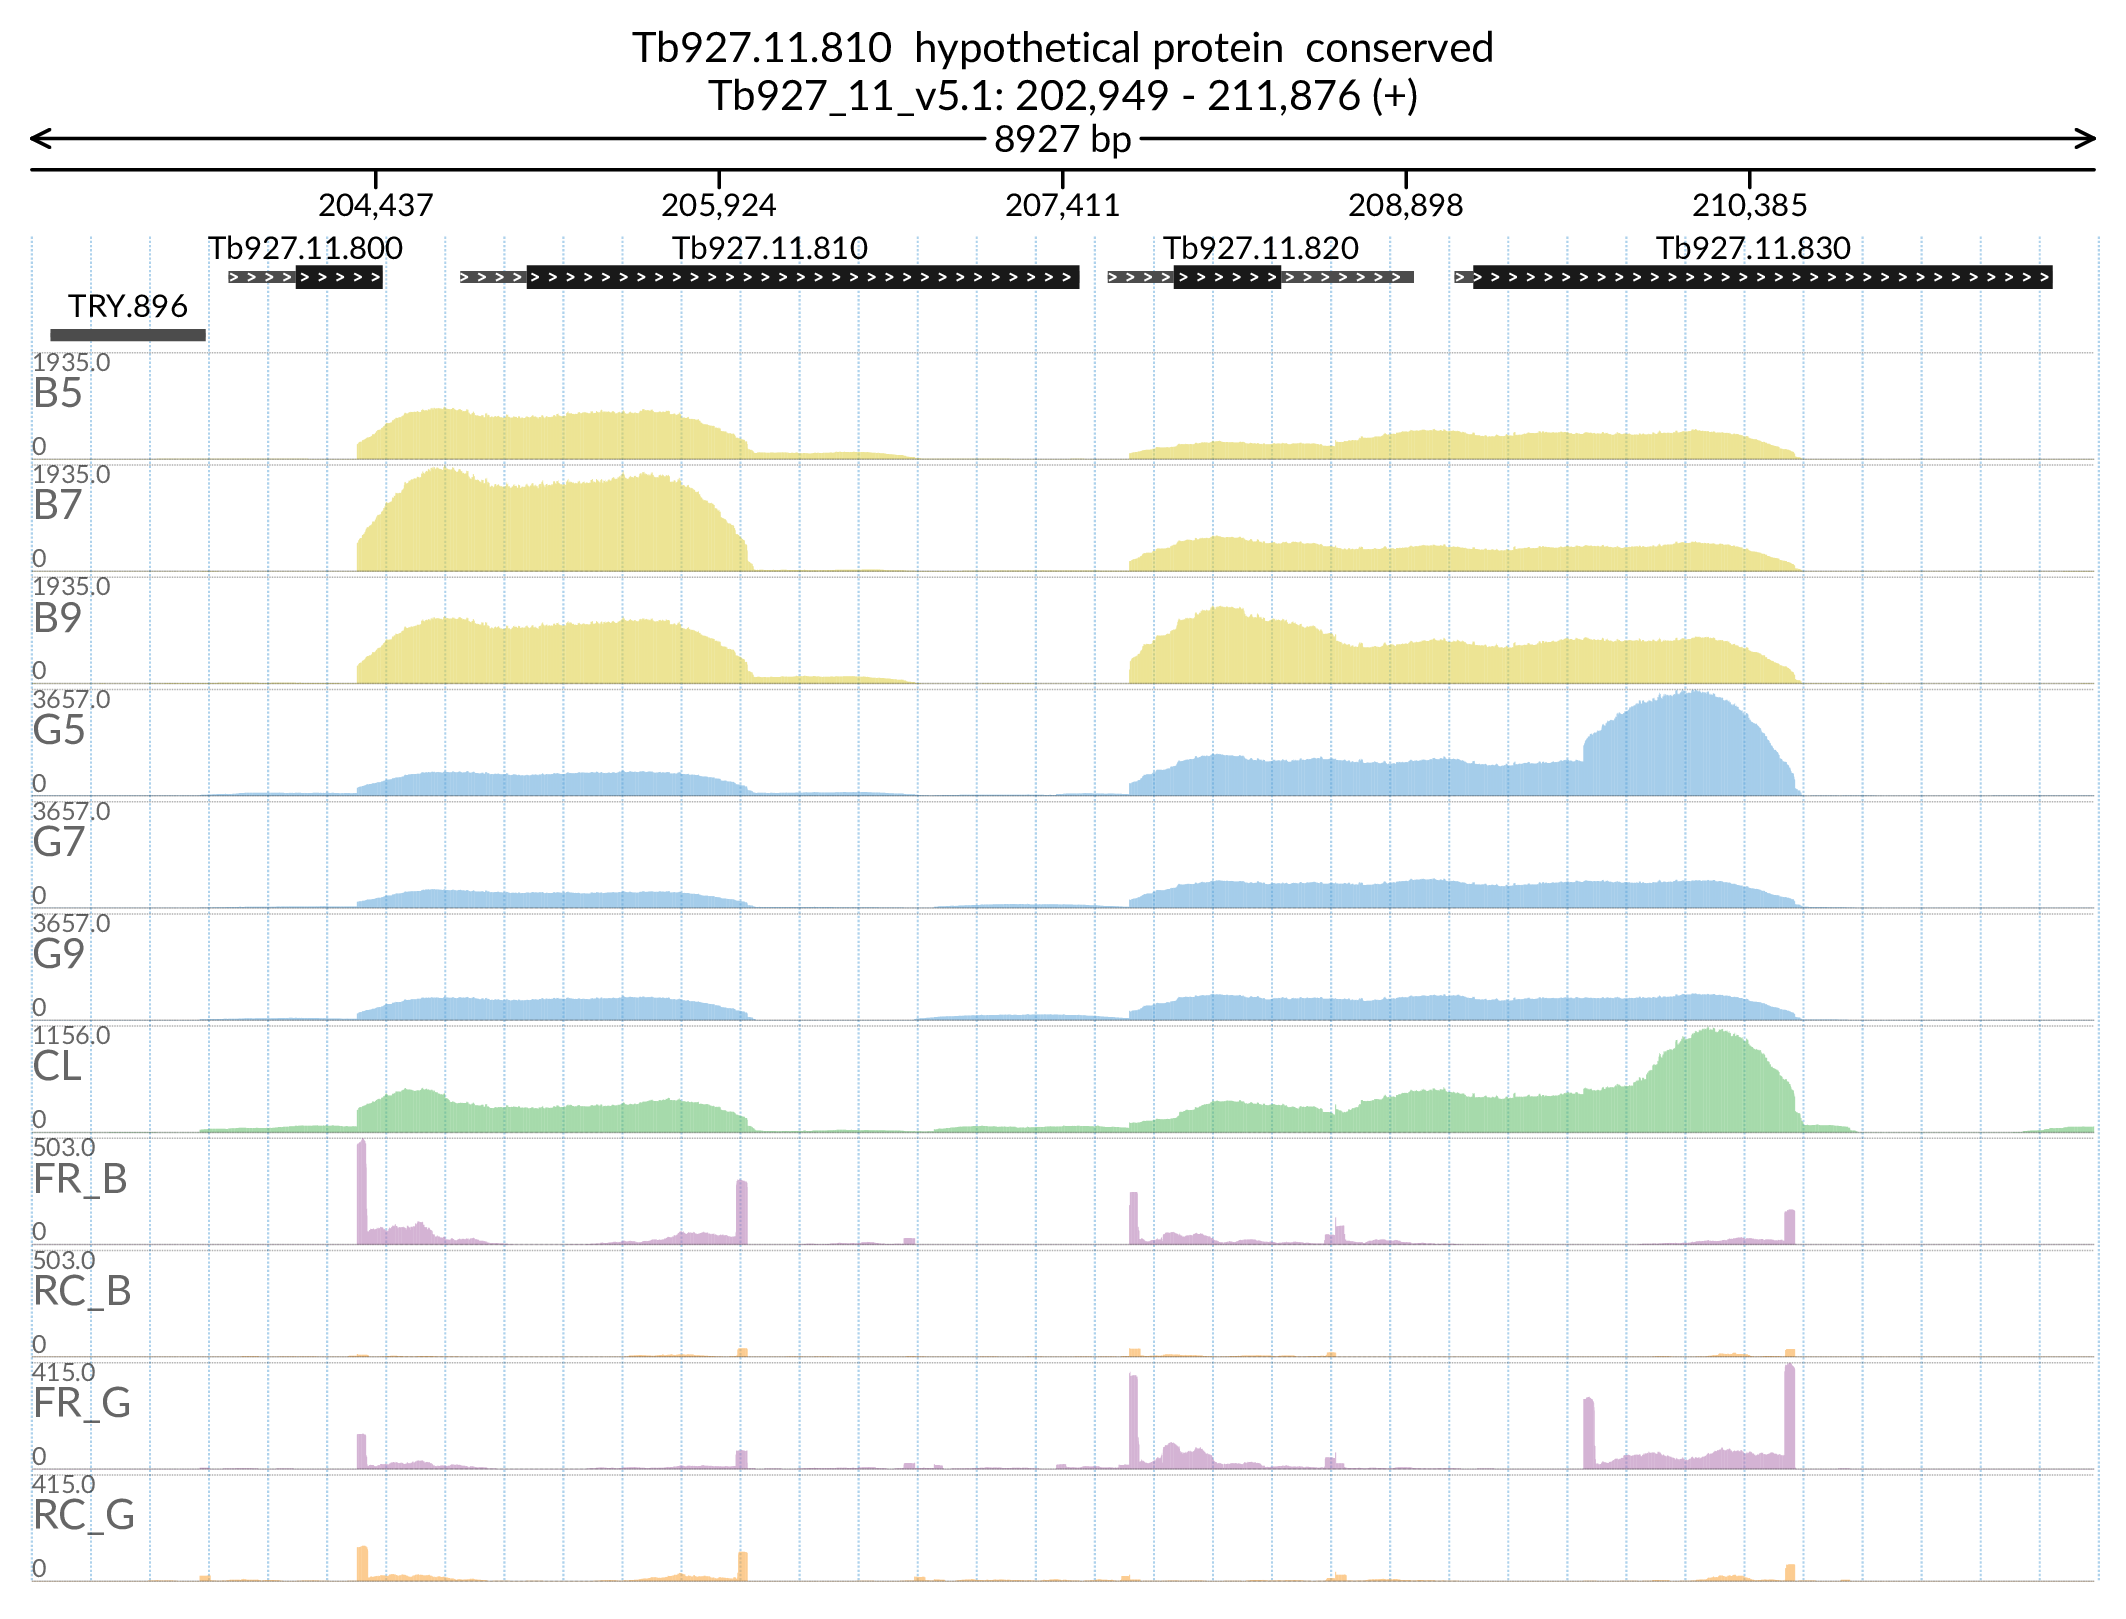 Tb927.11.810  hypothetical protein  conserved
Tb927_11_v5.1: 202,949 - 211,876 (+)
8927 bp
204,437 205,924 207,411 208,898 210,385
Tb927.11.800 Tb927.11.810 Tb927.11.820 Tb927.11.830
TRY.896
1935.0
B5
0
1935.0
B7
0
1935.0
B9
0
3657.0
G5
0
3657.0
G7
0
3657.0
G9
0
1156.0
CL
0
503.0
FR_B
0
503.0
RC_B
0
415.0
FR_G
0
415.0
RC_G
0